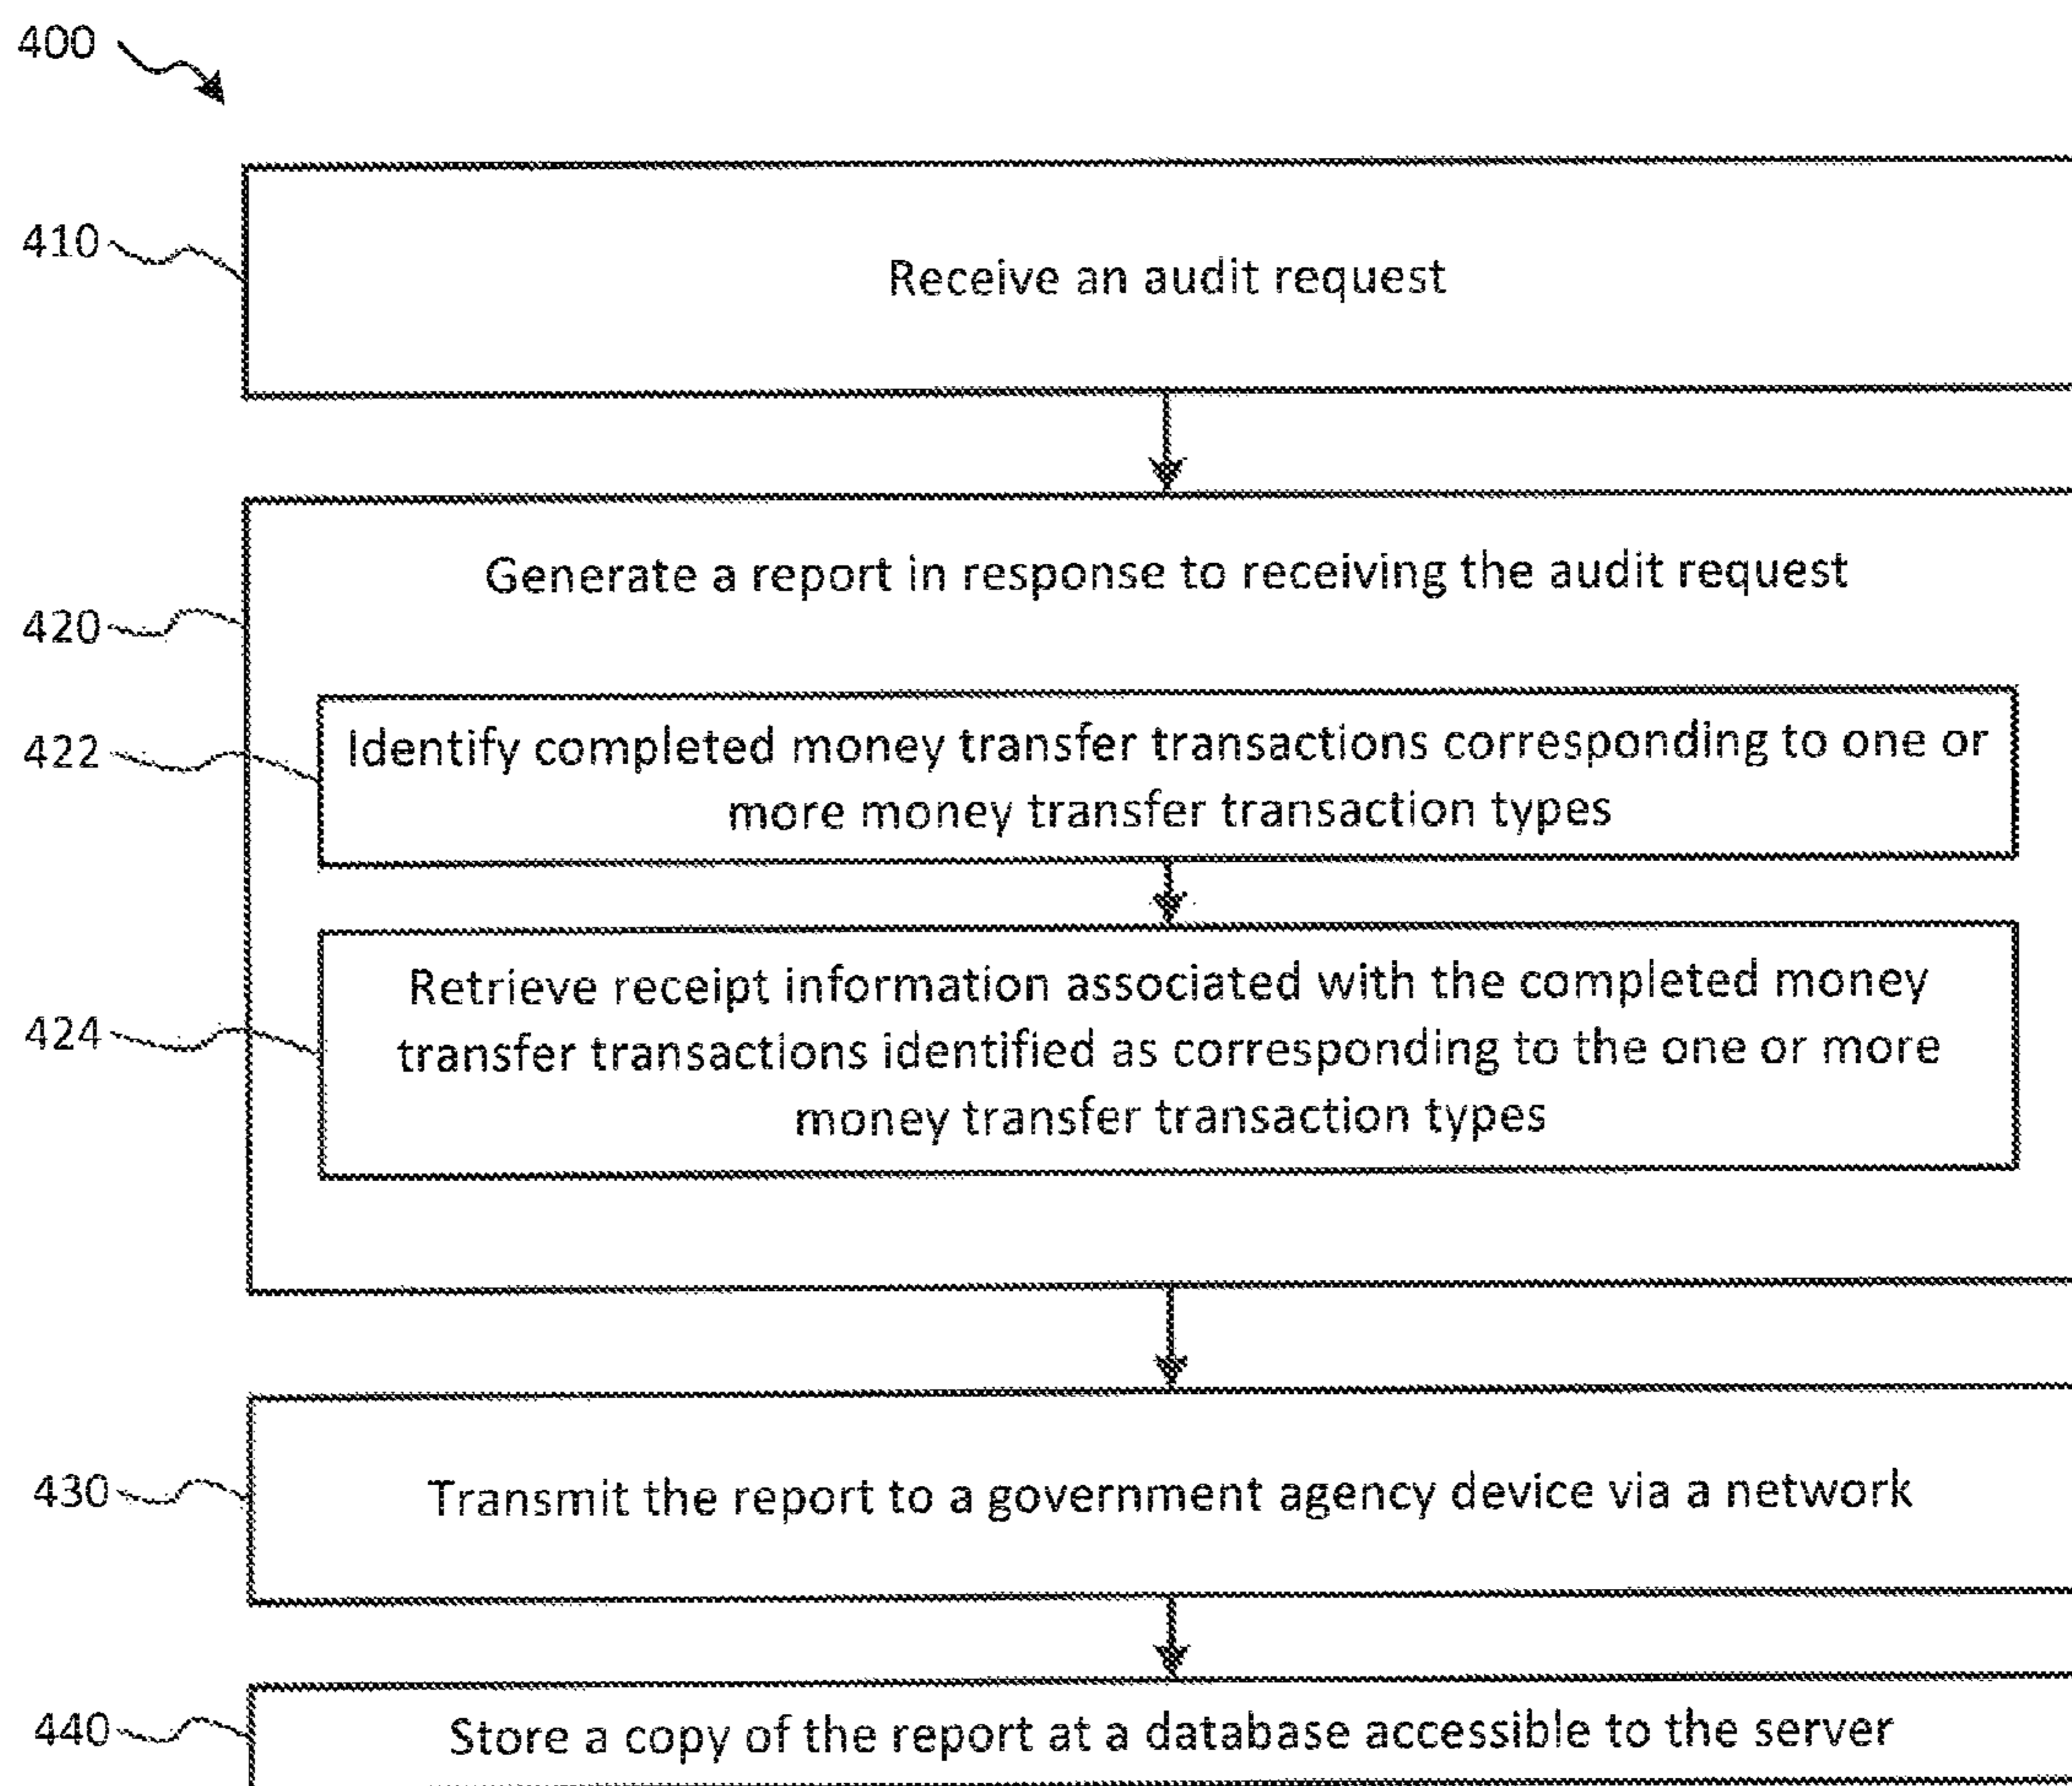 400
410
Receive an audit request
Generate a report in response to receiving the audit request
420
422
Identify completed money transfer transactions corresponding to one or
more money transfer transaction types
Retrieve receipt information associated with the completed money
424
transfer transactions identified as corresponding to the one or more
money transfer transaction types
430
Transmit the report to a government agency device via a network
440
Store a copy of the report at a database accessible to the server